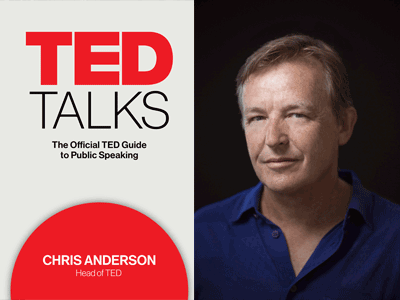 TED
TALKS
The Official TED Guide
to Public Speaking
CHRIS ANDERSON
Head of TED